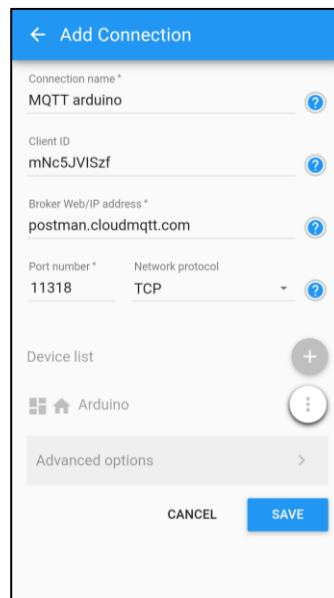 Add Connection
Connection name *
MQTT arduino
Client ID
mNc5JVISzf
Broker Web/IP address *
postman.cloudmqtt.com
Port number * Network protocol
11318 TCP
Device list
Arduino
Advanced options
CANCEL SAVE